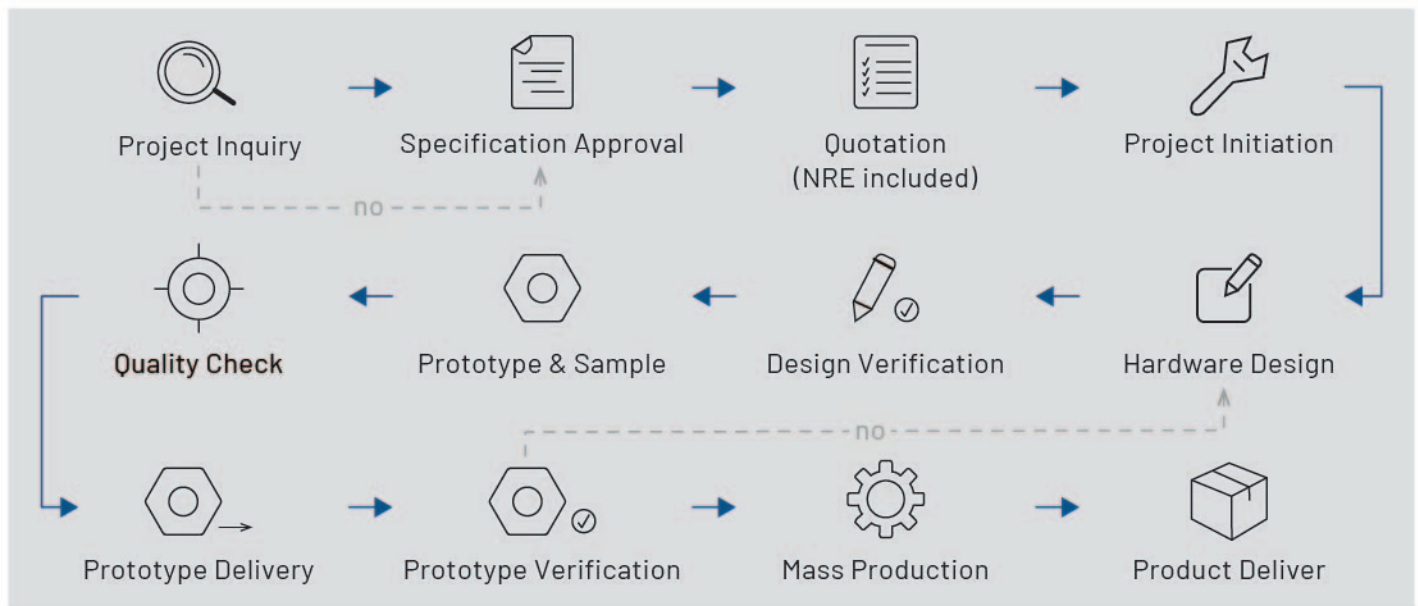 Project Inquiry
Specification Approval
Quotation
(NRE included)
Project Initiation
no
Quality Check
Prototype & Sample
Design Verification
Hardware Design
no
Prototype Delivery
Prototype Verification
Mass Production
Product Deliver